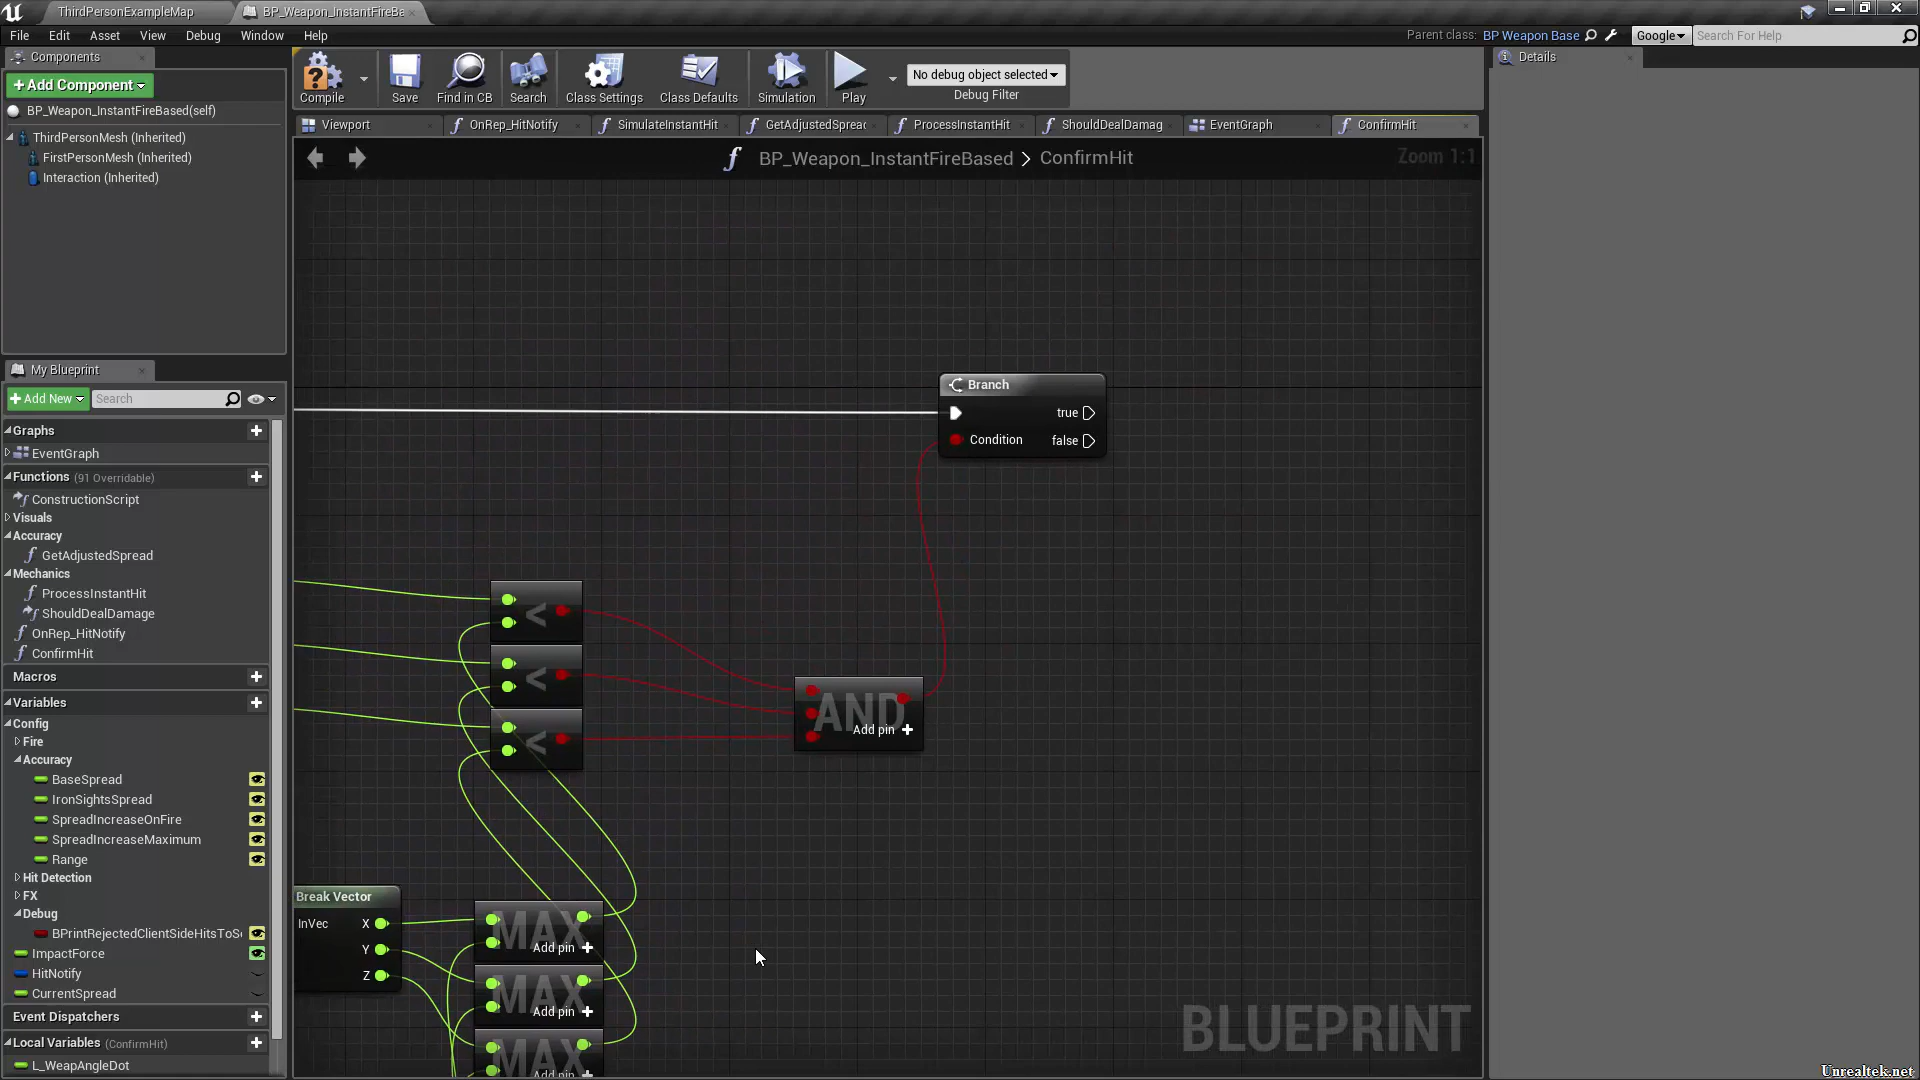 ThirdPersonExampleMap
BP_Weapon_InstantFireBa
File Edit Asset View Debug Window Help
Parent class: BP Weapon Base
Google
Search For Help
Components
+Add Component
BP_Weapon_InstantFireBased(self)
ThirdPersonMesh (Inherited)
FirstPersonMesh (Inherited)
Interaction (Inherited)
Compile
Save
Find in CB
Search
Class Settings
Class Defaults
Simulation
Play
No debug object selected
Debug Filter
Details
Viewport
OnRep_HitNotify
SimulateInstantHit
GetAdjustedSpread
ProcessInstantHit
ShouldDealDamag
EventGraph
ConfirmHit
f BP_Weapon_InstantFireBased > ConfirmHit
Zoom 1:1
My Blueprint
+Add New
Search
Graphs
EventGraph
Functions (91 Overridable)
ConstructionScript
Visuals
Accuracy
GetAdjustedSpread
Mechanics
ProcessInstantHit
ShouldDealDamage
OnRep_HitNotify
ConfirmHit
Macros
Variables
Config
Fire
Accuracy
BaseSpread
IronSightsSpread
SpreadIncreaseOnFire
SpreadIncreaseMaximum
Range
Hit Detection
FX
Debug
BPrintRejectedClientSideHitsToS
ImpactForce
HitNotify
CurrentSpread
Event Dispatchers
Local Variables (ConfirmHit)
L_WeapAngleDot
Branch
true
Condition false
<
<
<
AND
Add pin +
Break Vector
InVec X
Y
Z
MAX
Add pin +
MAX
Add pin +
MAX
Add pin +
BLUEPRINT
Unrealtek.net